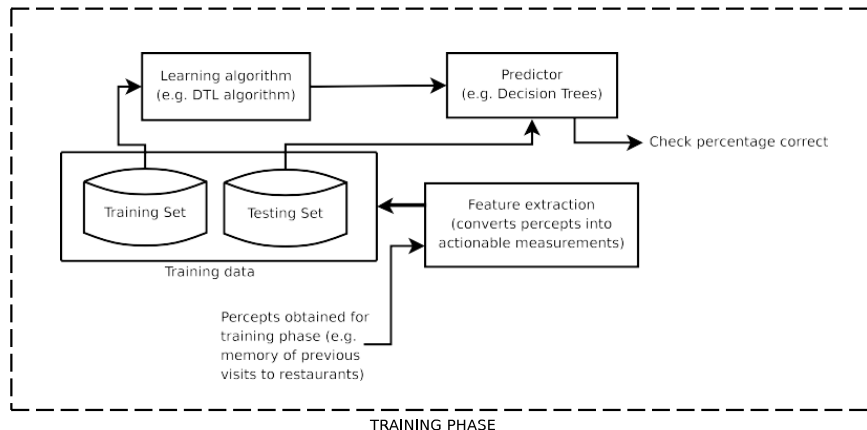 Learning algorithm
(e.g. DTL algorithm)
Predictor
(e.g. Decision Trees)
Check percentage correct
Training Set
Testing Set
Training data
Feature extraction
(converts percepts into
actionable measurements)
Percepts obtained for
training phase (e.g.
memory of previous
visits to restaurants)
TRAINING PHASE